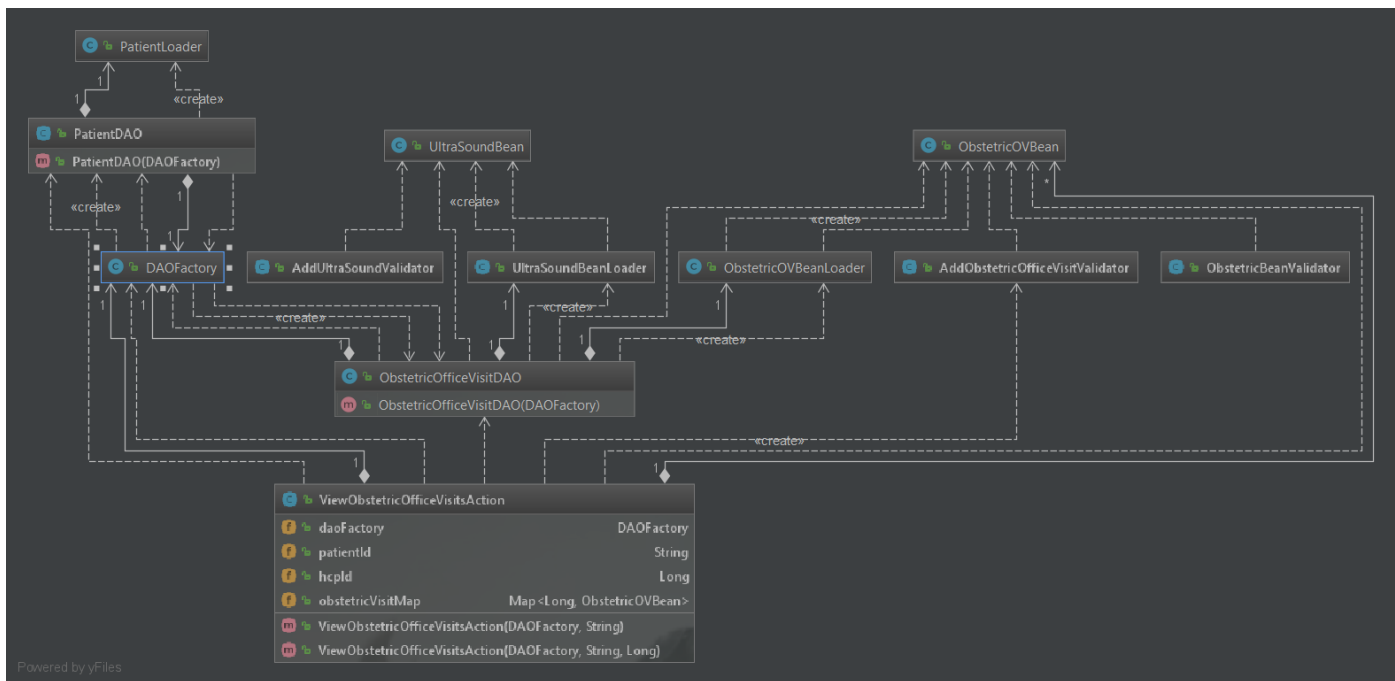 PatientLoader
1
1
«create»
PatientDAO
PatientDAO(DAOFactory)
UltraSoundBean
ObstetricOVBean
1
*
«create»
«create»
«create»
1
DAOFactory
AddUltraSoundValidator
UltraSoundBeanLoader
ObstetricOVBeanLoader
AddObstetricOfficeVisitValidator
ObstetricBeanValidator
1
1
1
1
«create»
«create»
«create»
1
1
1
ObstetricOfficeVisitDAO
ObstetricOfficeVisitDAO(DAOFactory)
«create»
1
1
ViewObstetricOfficeVisitsAction
daoFactory DAOFactory
patientId String
hcpId Long
obstetricVisitMap Map<Long, ObstetricOVBean>
ViewObstetricOfficeVisitsAction(DAOFactory, String)
ViewObstetricOfficeVisitsAction(DAOFactory, String, Long)
Powered by yFiles